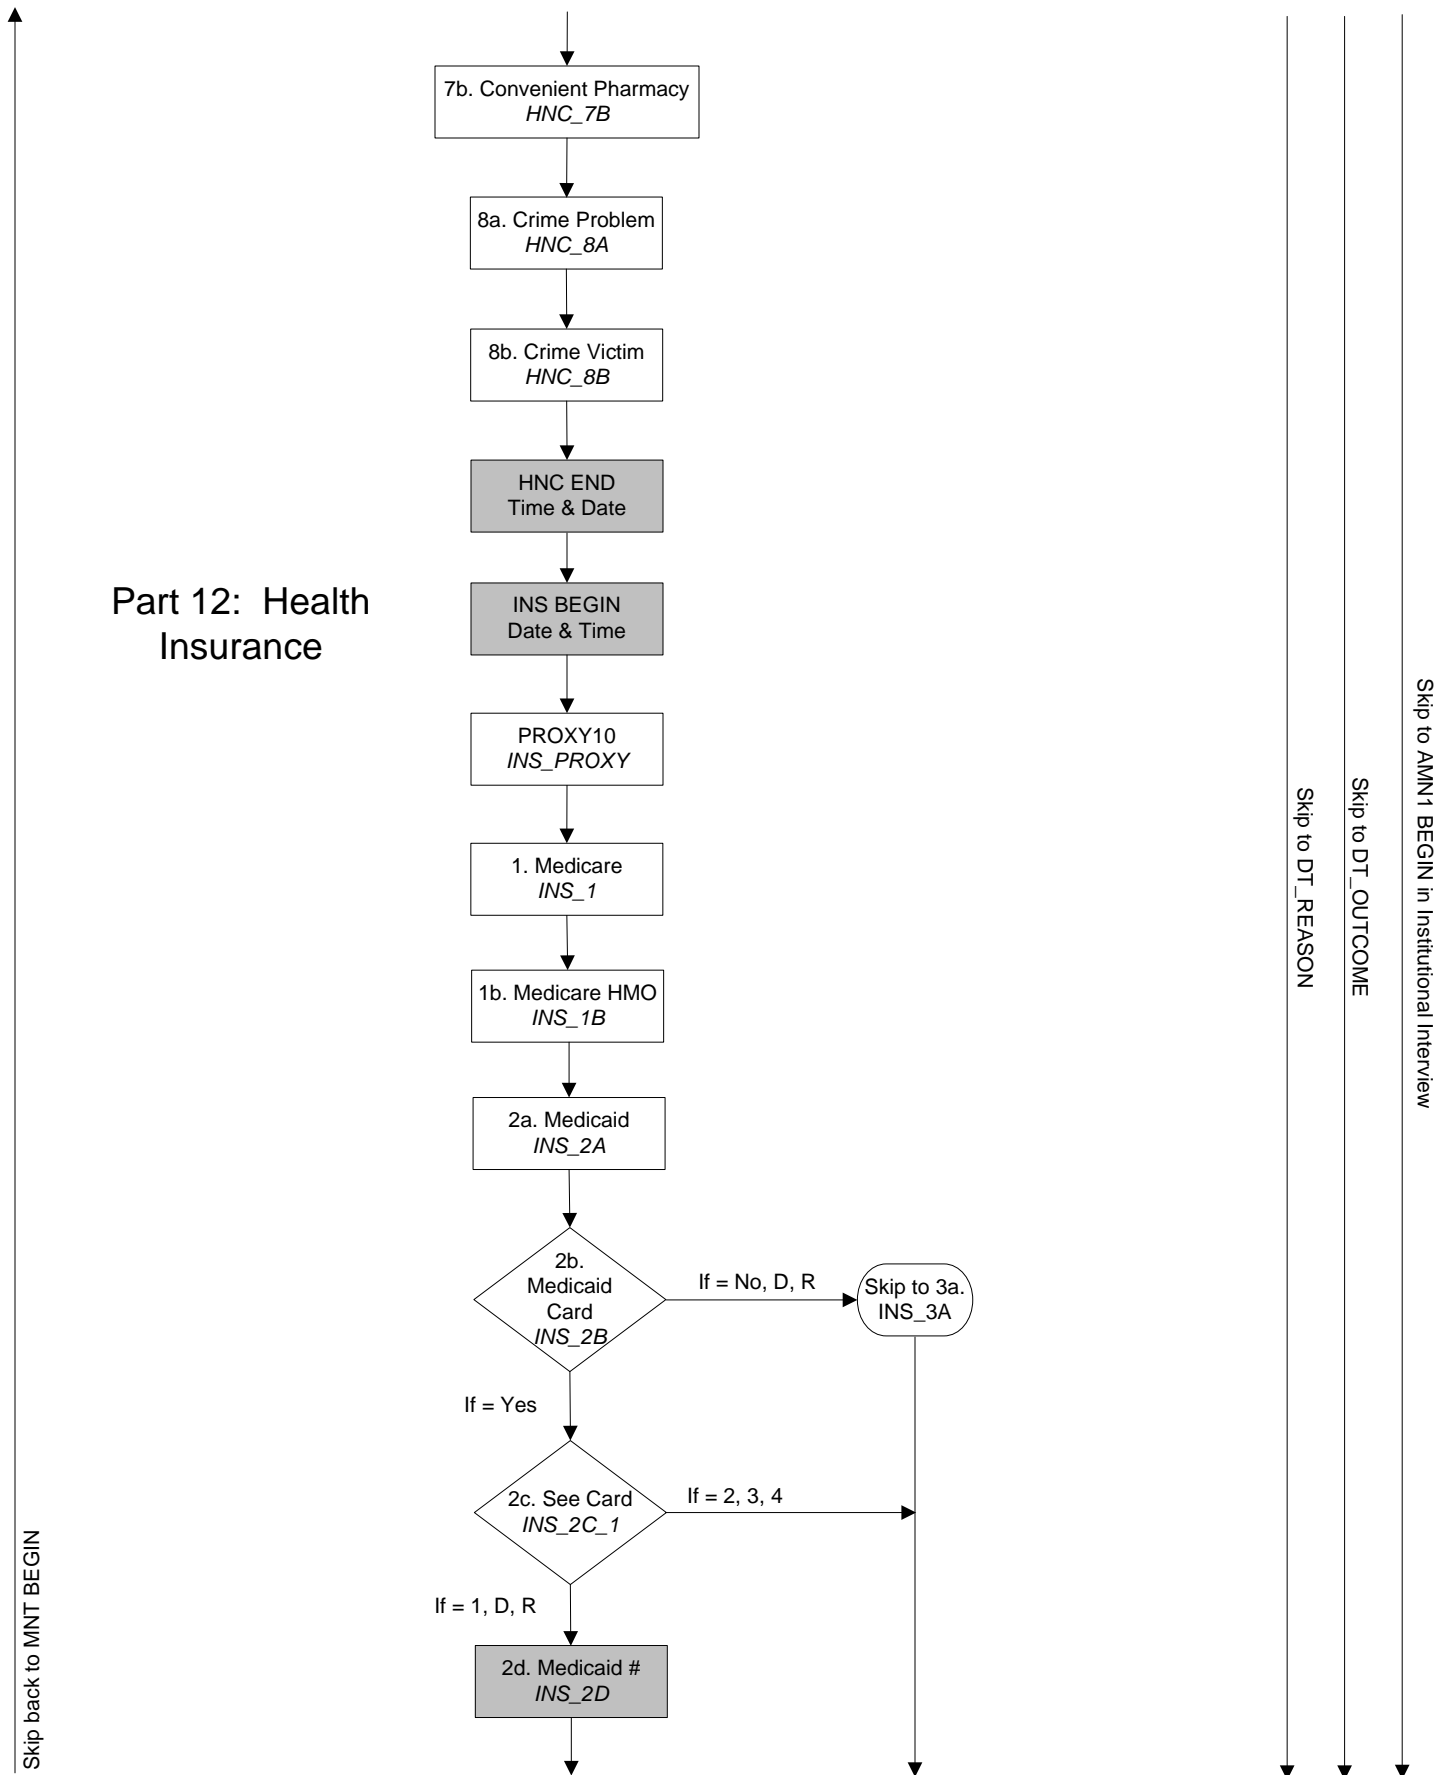 7b. Convenient Pharmacy
HNC_7B
8a. Crime Problem
HNC_8A
8b. Crime Victim
HNC_8B
HNC END
Time & Date
Part 12:  Health
Insurance
INS BEGIN
Date & Time
PROXY10
INS_PROXY
1. Medicare
INS_1
1b. Medicare HMO
INS_1B
2a. Medicaid
INS_2A
2b.
Medicaid
Card
INS_2B
If = No, D, R
Skip to 3a.
INS_3A
If = Yes
2c. See Card
INS_2C_1
If = 2, 3, 4
If = 1, D, R
2d. Medicaid #
INS_2D
Skip back to MNT BEGIN
Skip to DT_REASON
Skip to DT_OUTCOME
Skip to AMN1 BEGIN in Institutional Interview